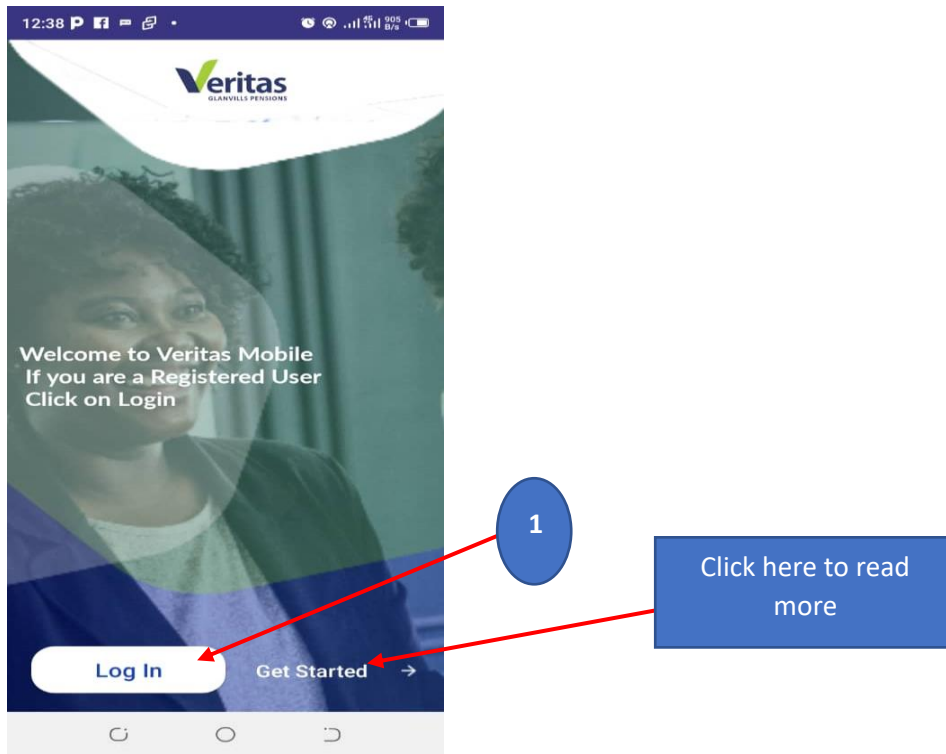 12:38
905
B/s
Veritas
GLANVILLS PENSIONS
Welcome to Veritas Mobile
If you are a Registered User
Click on Login
1
Click here to read
more
Log In
Get Started →